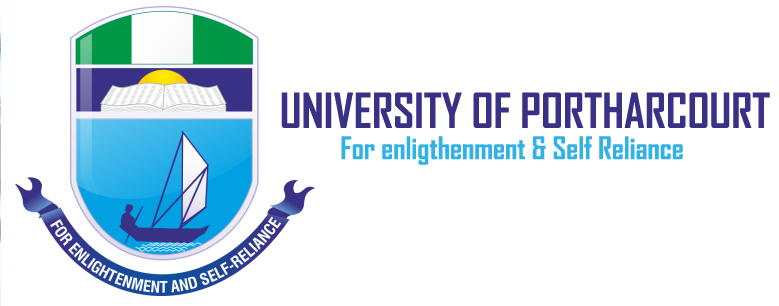 UNIVERSITY OF PORTHARCOURT
For enligthenment & Self Reliance
FOR ENLIGHTENMENT AND SELF-RELIANCE